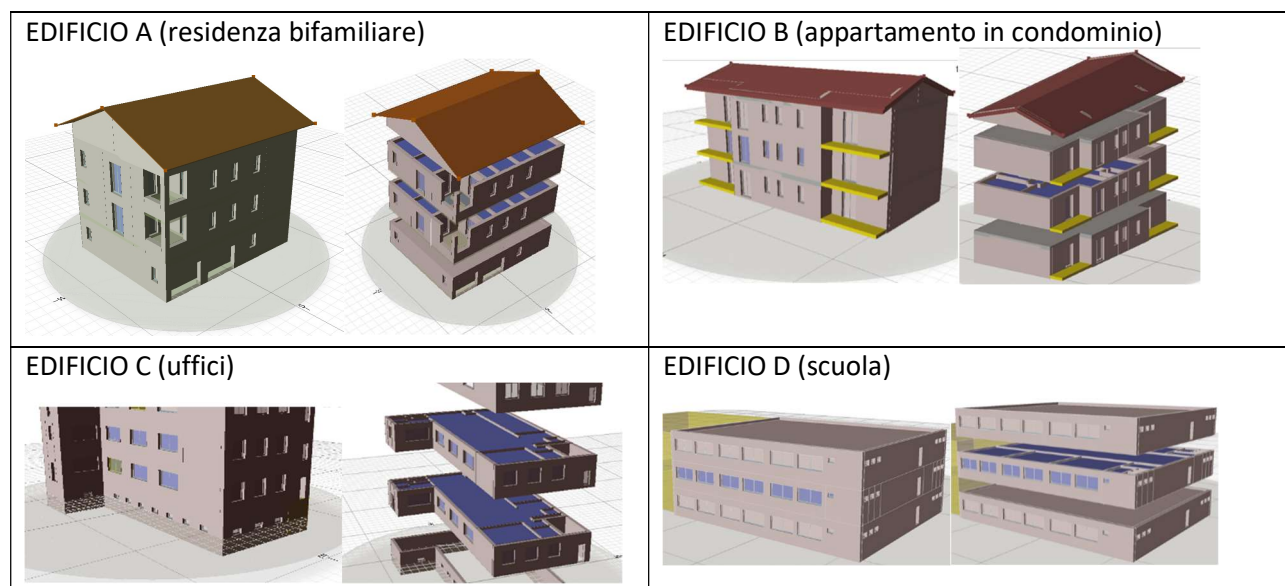 EDIFICIO A (residenza bifamiliare)
EDIFICIO B (appartamento in condominio)
EDIFICIO C (uffici)
EDIFICIO D (scuola)